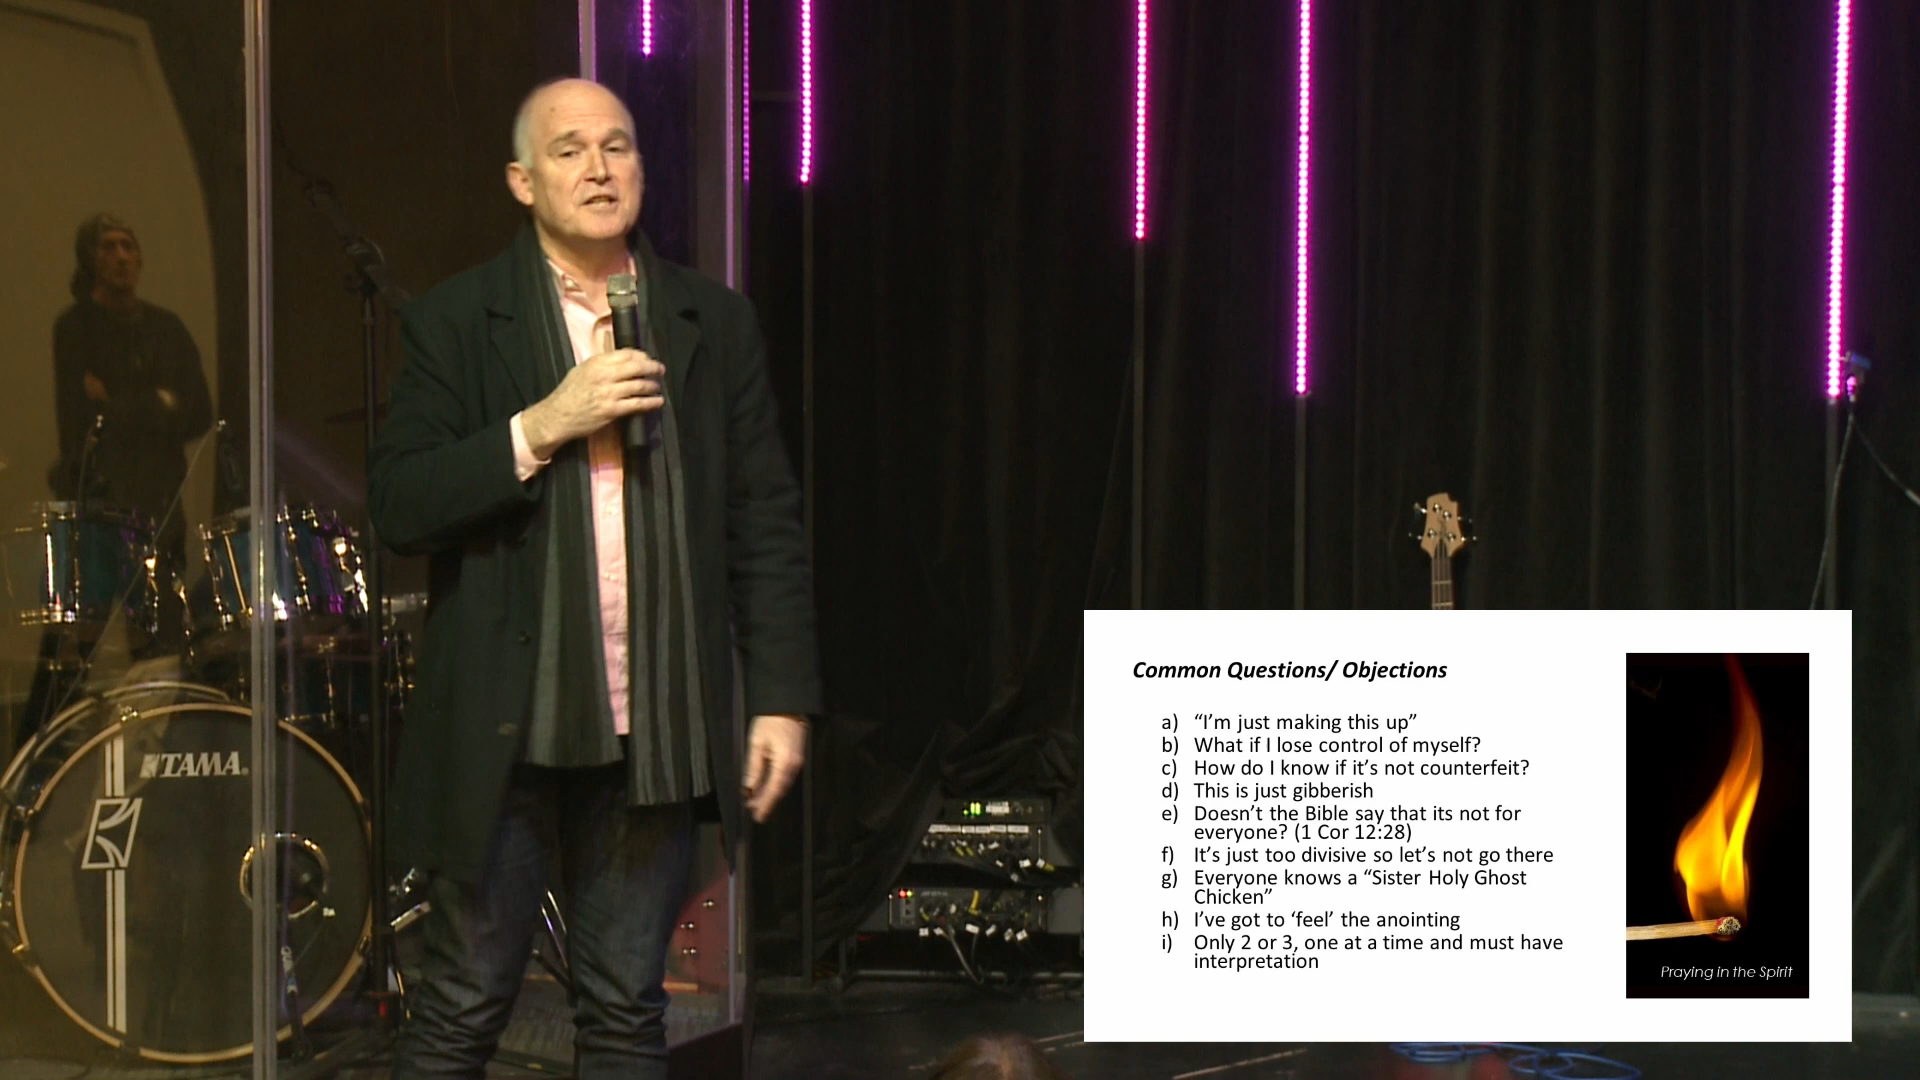 TAMA
Common Questions/ Objections
a) “I’m just making this up”
b) What if I lose control of myself?
c) How do I know if it’s not counterfeit?
d) This is just gibberish
e) Doesn’t the Bible say that its not for
everyone? (1 Cor 12:28)
f) It’s just too divisive so let’s not go there
g) Everyone knows a “Sister Holy Ghost
Chicken”
h) I’ve got to ‘feel’ the anointing
i) Only 2 or 3, one at a time and must have
interpretation
Praying in the Spirit